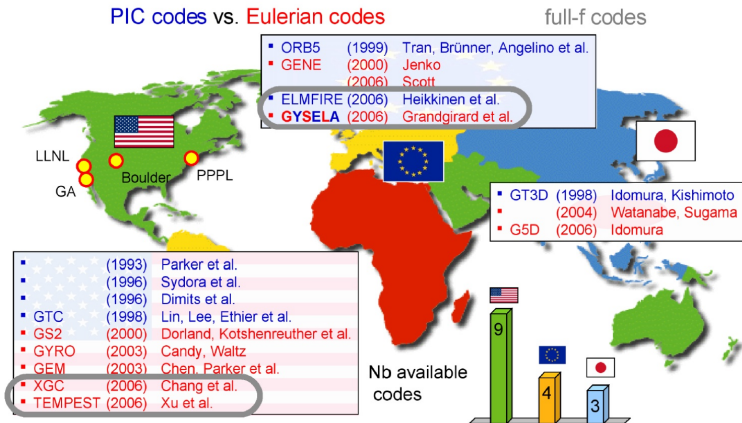 PIC codes vs. Eulerian codes
full-f codes
▪ ORB5 (1999) Tran, Brünner, Angelino et al.
▪ GENE (2000) Jenko
(2006) Scott
▪ ELMFIRE (2006) Heikkinen et al.
▪ GYSELA (2006) Grandgirard et al.
LLNL
GA
Boulder
PPPL
▪ GT3D (1998) Idomura, Kishimoto
▪ (2004) Watanabe, Sugama
▪ G5D (2006) Idomura
▪ (1993) Parker et al.
▪ (1996) Sydora et al.
▪ (1996) Dimits et al.
▪ GTC (1998) Lin, Lee, Ethier et al.
▪ GS2 (2000) Dorland, Kotshenreuther et al.
▪ GYRO (2003) Candy, Waltz
▪ GEM (2003) Chen, Parker et al.
▪ XGC (2006) Chang et al.
▪ TEMPEST (2006) Xu et al.
Nb available
codes
9
4
3